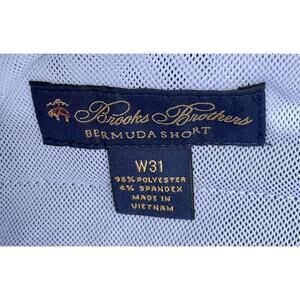 Brooks Brothers
BERMUDA SHORT
W31
96% POLYESTER
4% SPANDEX
MADE IN
VIETNAM